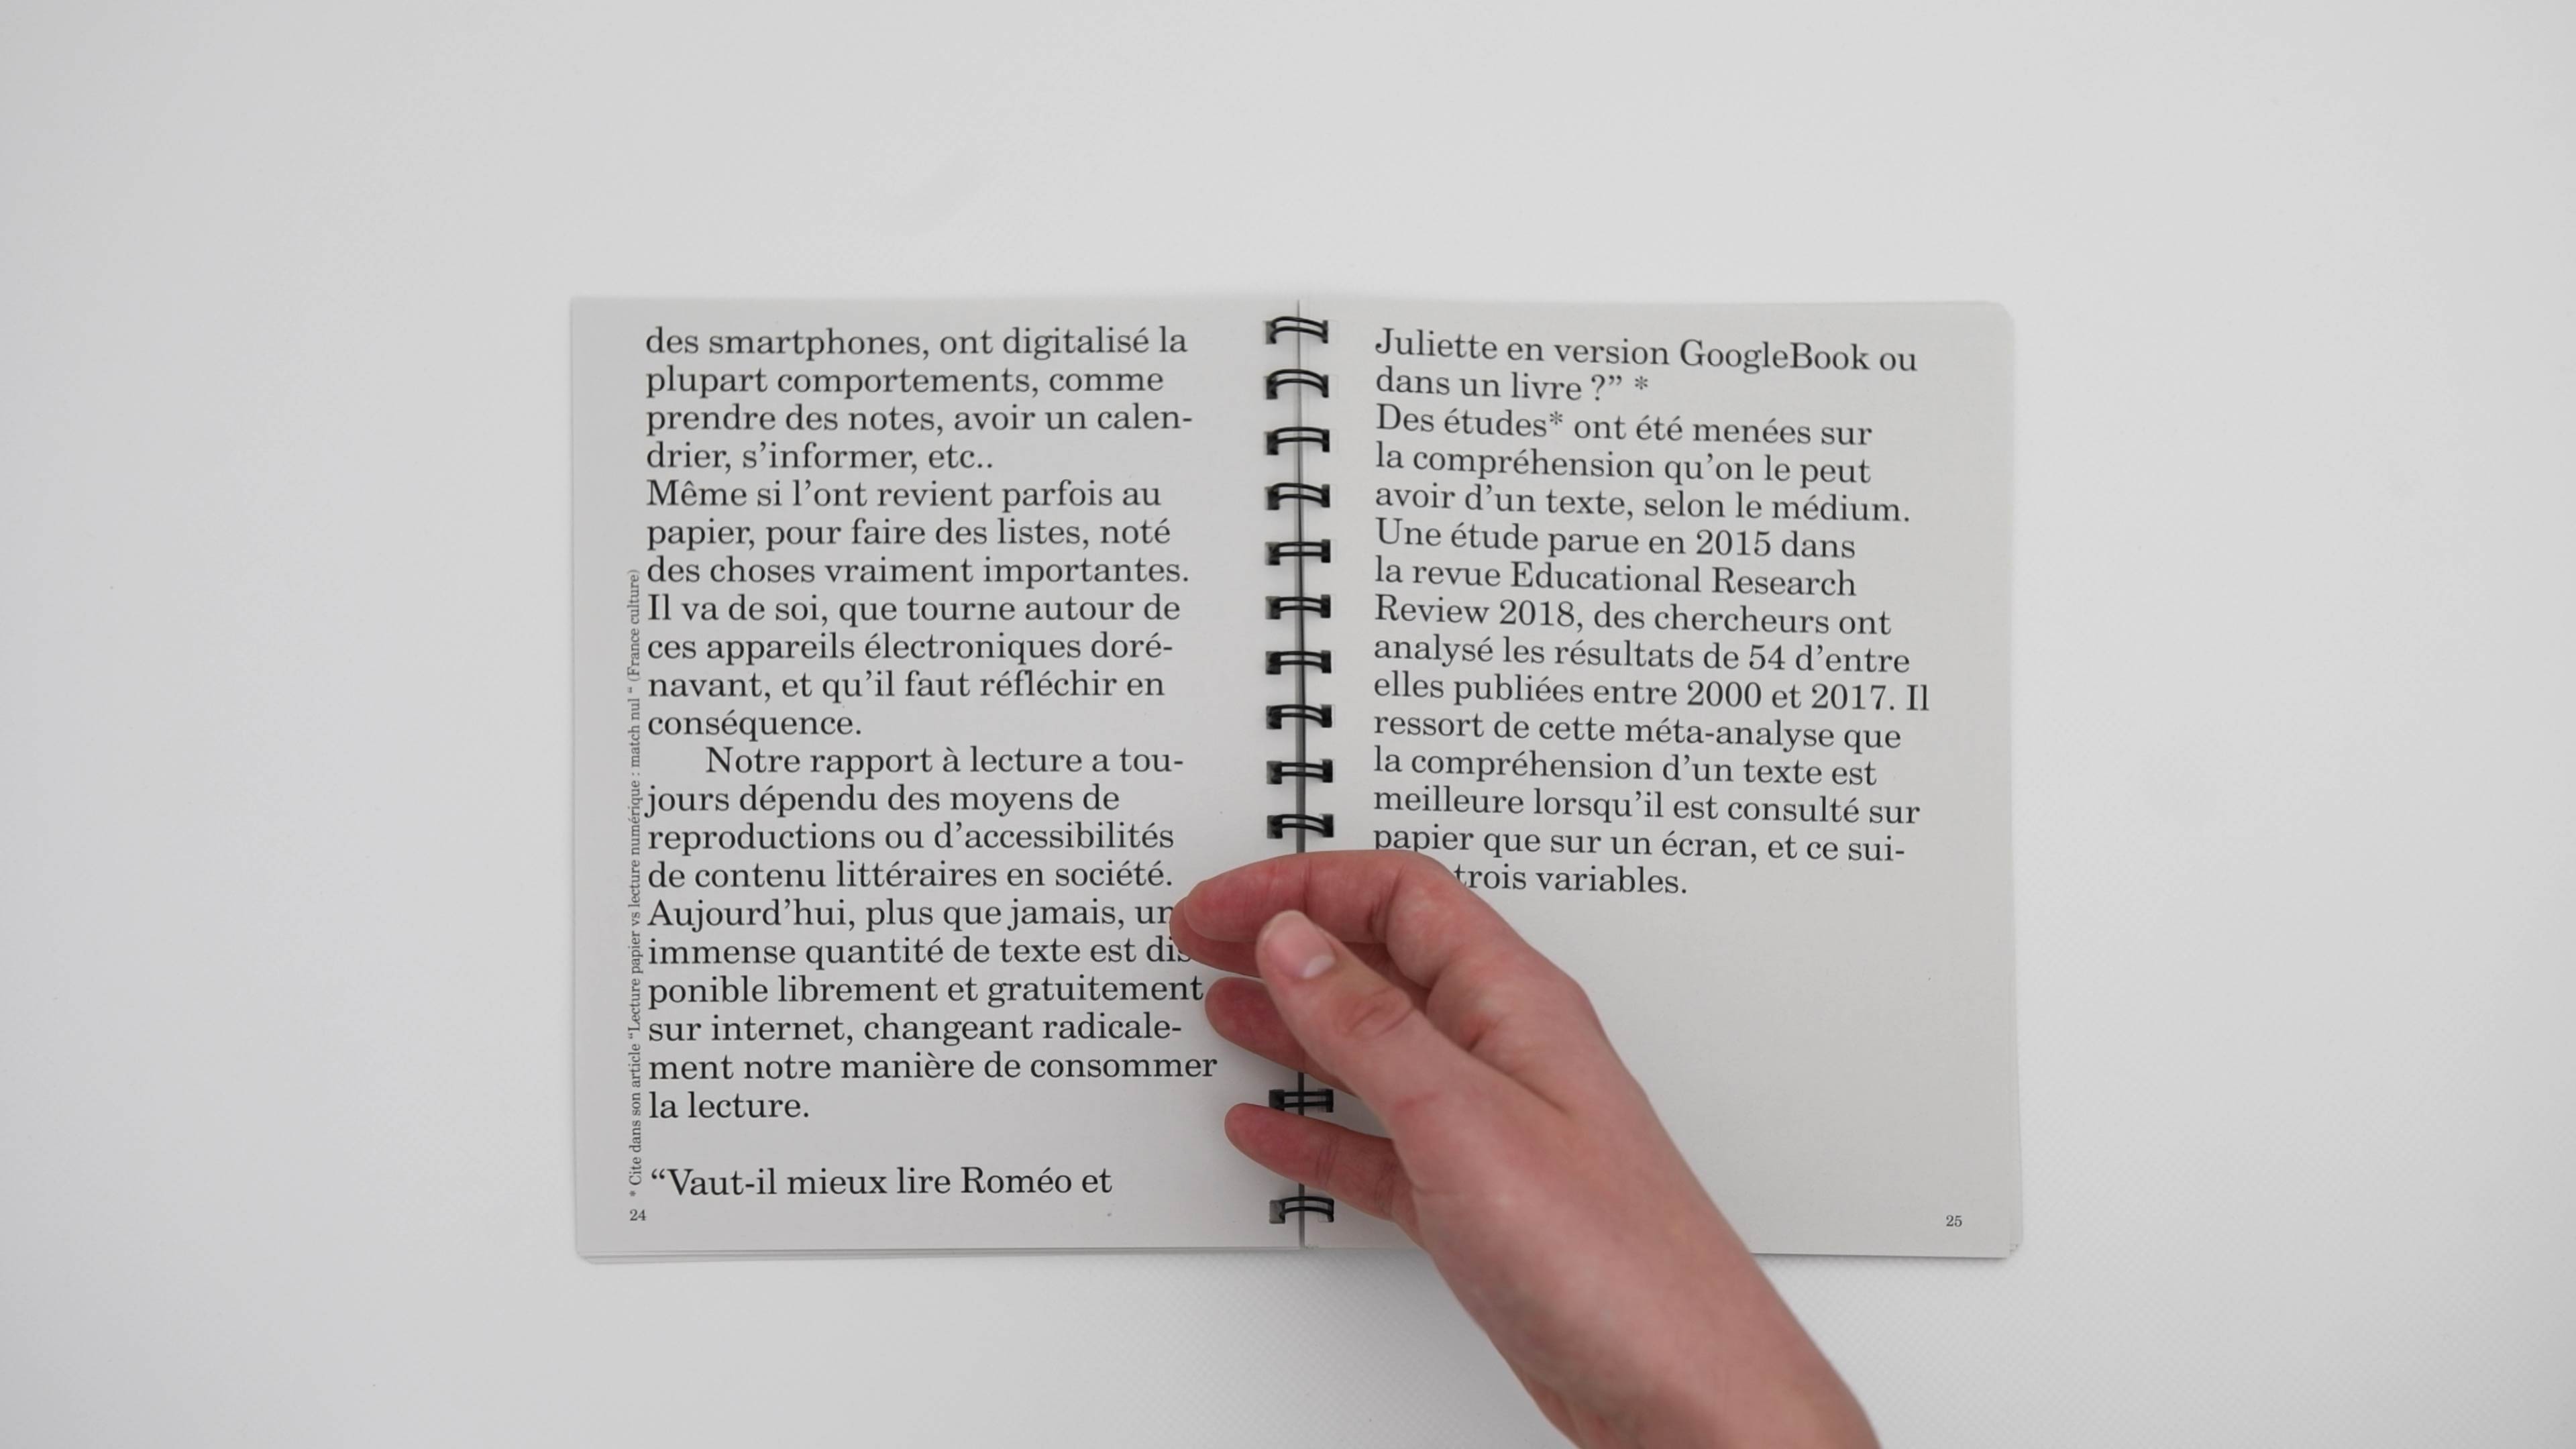 des smartphones, ont digitalisé la
plupart comportements, comme
prendre des notes, avoir un calen-
drier, s’informer, etc..
Même si l’ont revient parfois au
papier, pour faire des listes, noté
des choses vraiment importantes.
Il va de soi, que tourne autour de
ces appareils électroniques doré-
navant, et qu’il faut réfléchir en
conséquence.
Notre rapport à lecture a tou-
jours dépendu des moyens de
reproductions ou d’accessibilités
de contenu littéraires en société.
Aujourd’hui, plus que jamais,
immense quantité de texte est
ponible librement et gratuitement
sur internet, changeant radicale-
ment notre manière de consommer
la lecture.
“Vaut-il mieux lire Roméo et
* Cite dans son article “Lecture papier vs lecture numérique : match nul “ (France culture)
24
Juliette en version GoogleBook ou
dans un livre ?” *
Des études* ont été menées sur
la compréhension qu’on le peut
avoir d’un texte, selon le médium.
Une étude parue en 2015 dans
la revue Educational Research
Review 2018, des chercheurs ont
analysé les résultats de 54 d’entre
elles publiées entre 2000 et 2017. Il
ressort de cette méta-analyse que
la compréhension d’un texte est
meilleure lorsqu’il est consulté sur
papier que sur un écran, et ce sui-
trois variables.
25